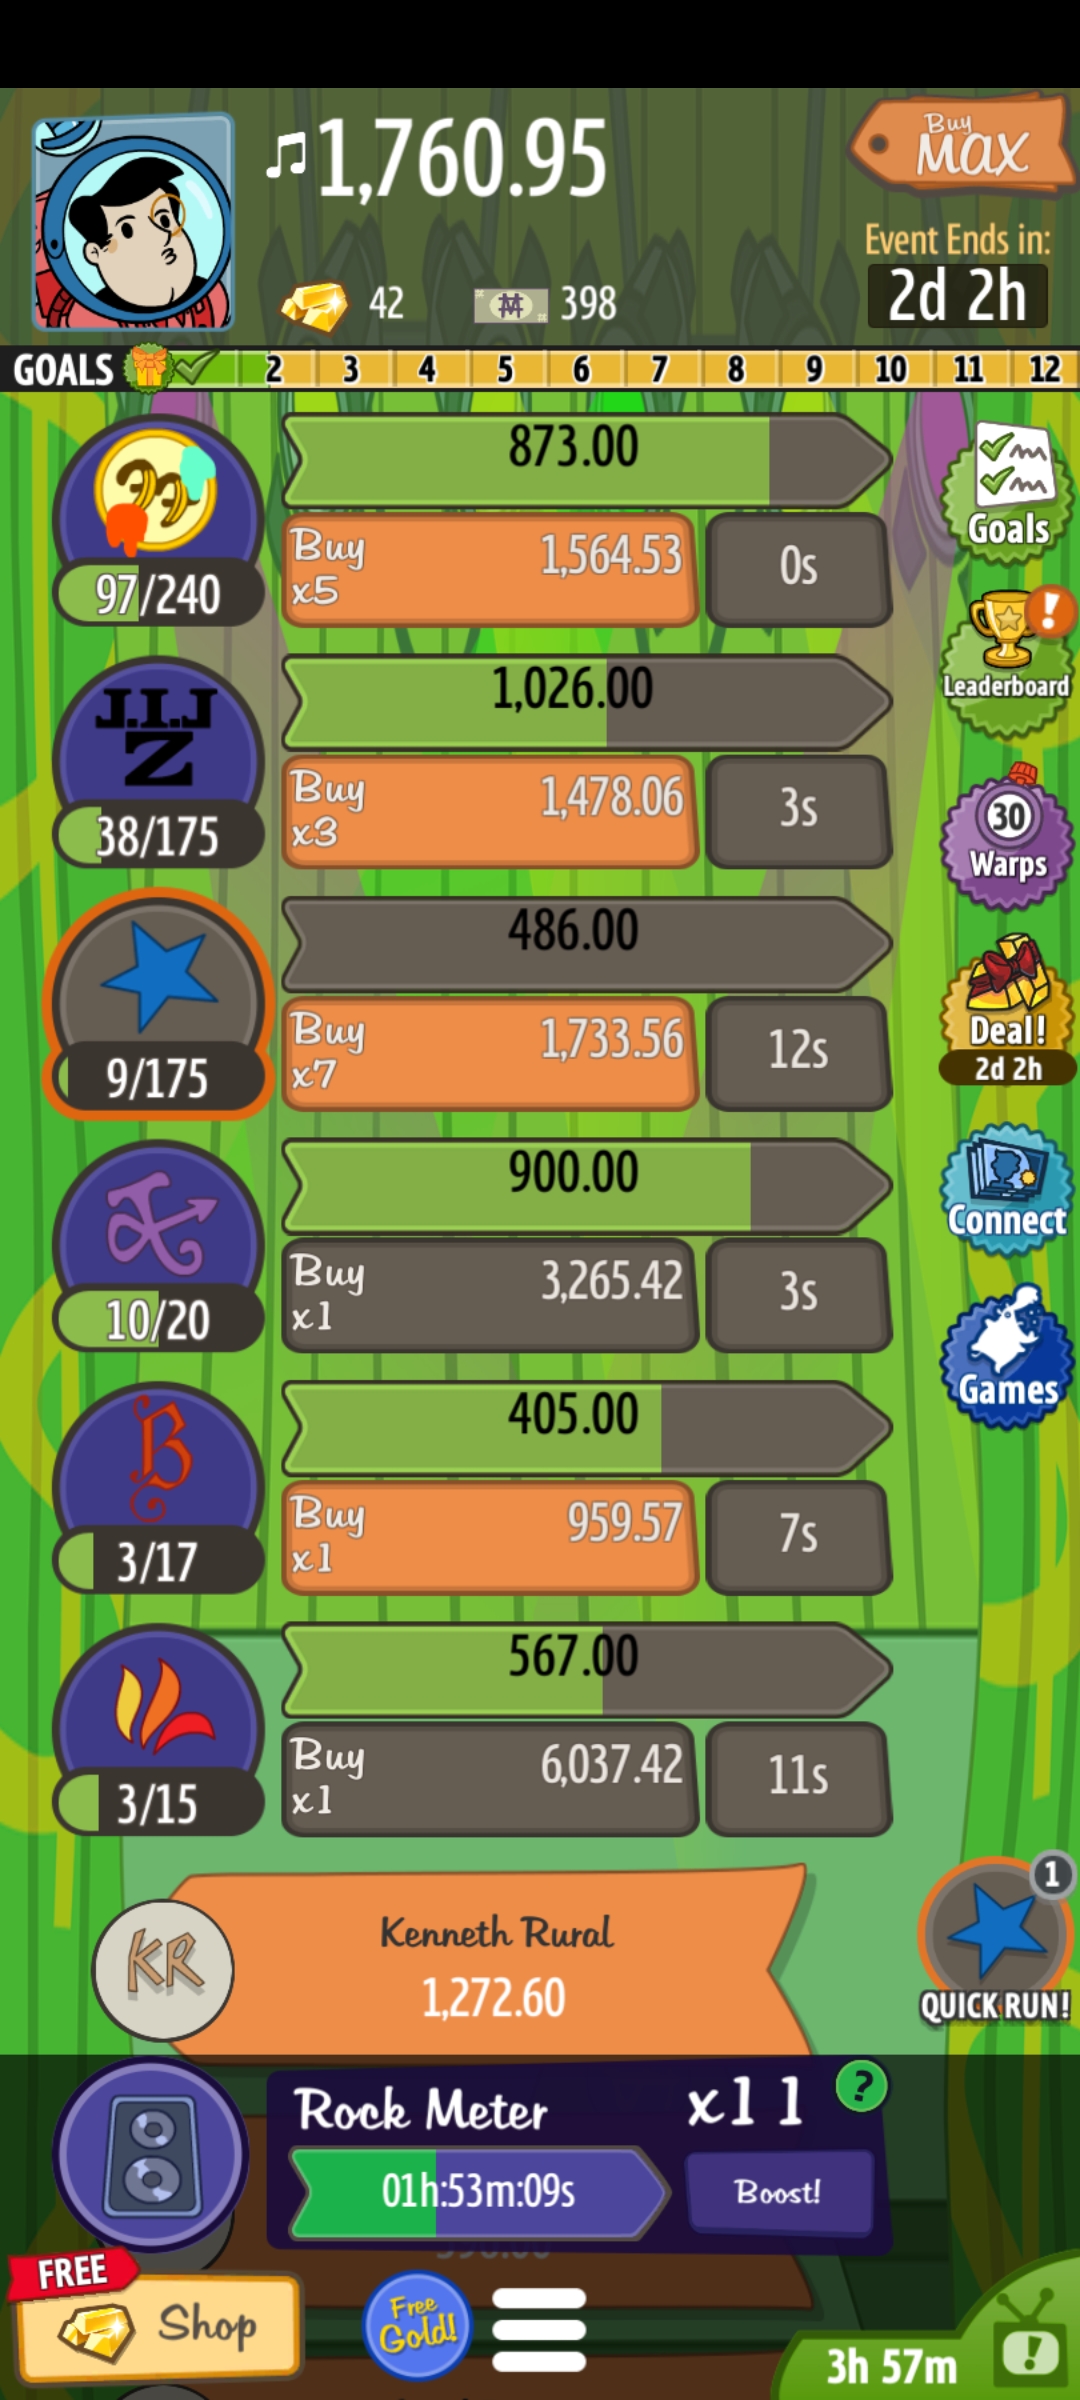 1,760.95
Buy
MAX
Event Ends in:
2d 2h
42
398
GOALS 2 3 4 5 6 7 8 9 10 11 12
873.00
Buy
x5
1,564.53
0s
97/240
Goals
1,026.00
J.I.J
Z
Buy
x3
1,478.06
3s
38/175
Leaderboard
30
Warps
486.00
Buy
x7
1,733.56
12s
9/175
Deal!
2d 2h
900.00
Buy
x1
3,265.42
3s
10/20
Connect
405.00
B
Buy
x1
959.57
7s
3/17
Games
567.00
Buy
x1
6,037.42
11s
3/15
KR
Kenneth Rural
1,272.60
1
QUICK RUN!
Rock Meter
x11
?
01h:53m:09s
Boost!
FREE
Shop
Free
Gold!
3h 57m